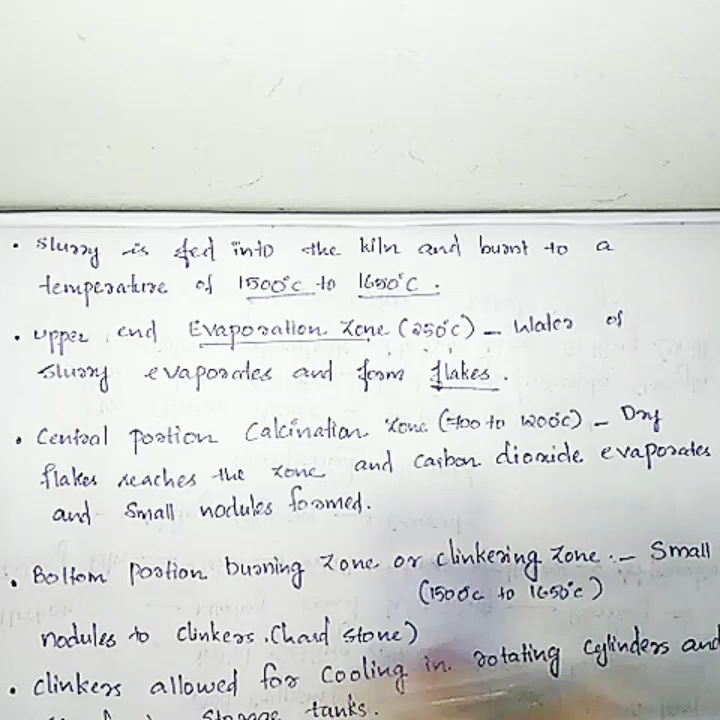 • Slurry is fed into the kiln and burnt to a
temperature of 1500°C to 1650°C.
• upper end Evaporation Zone (250°C) – Water of
slurry evaporates and form flakes.
• Central portion Calcination Zone (700 to 1200°C) – Dry
flakes reaches the zone and carbon dioxide evaporates
and small nodules formed.
• Bottom portion burning Zone or clinkering Zone :– Small
(1500°C to 1650°C)
nodules to clinkers. (hard stone)
• clinkers allowed for cooling in rotating cylinders and
storage tanks.